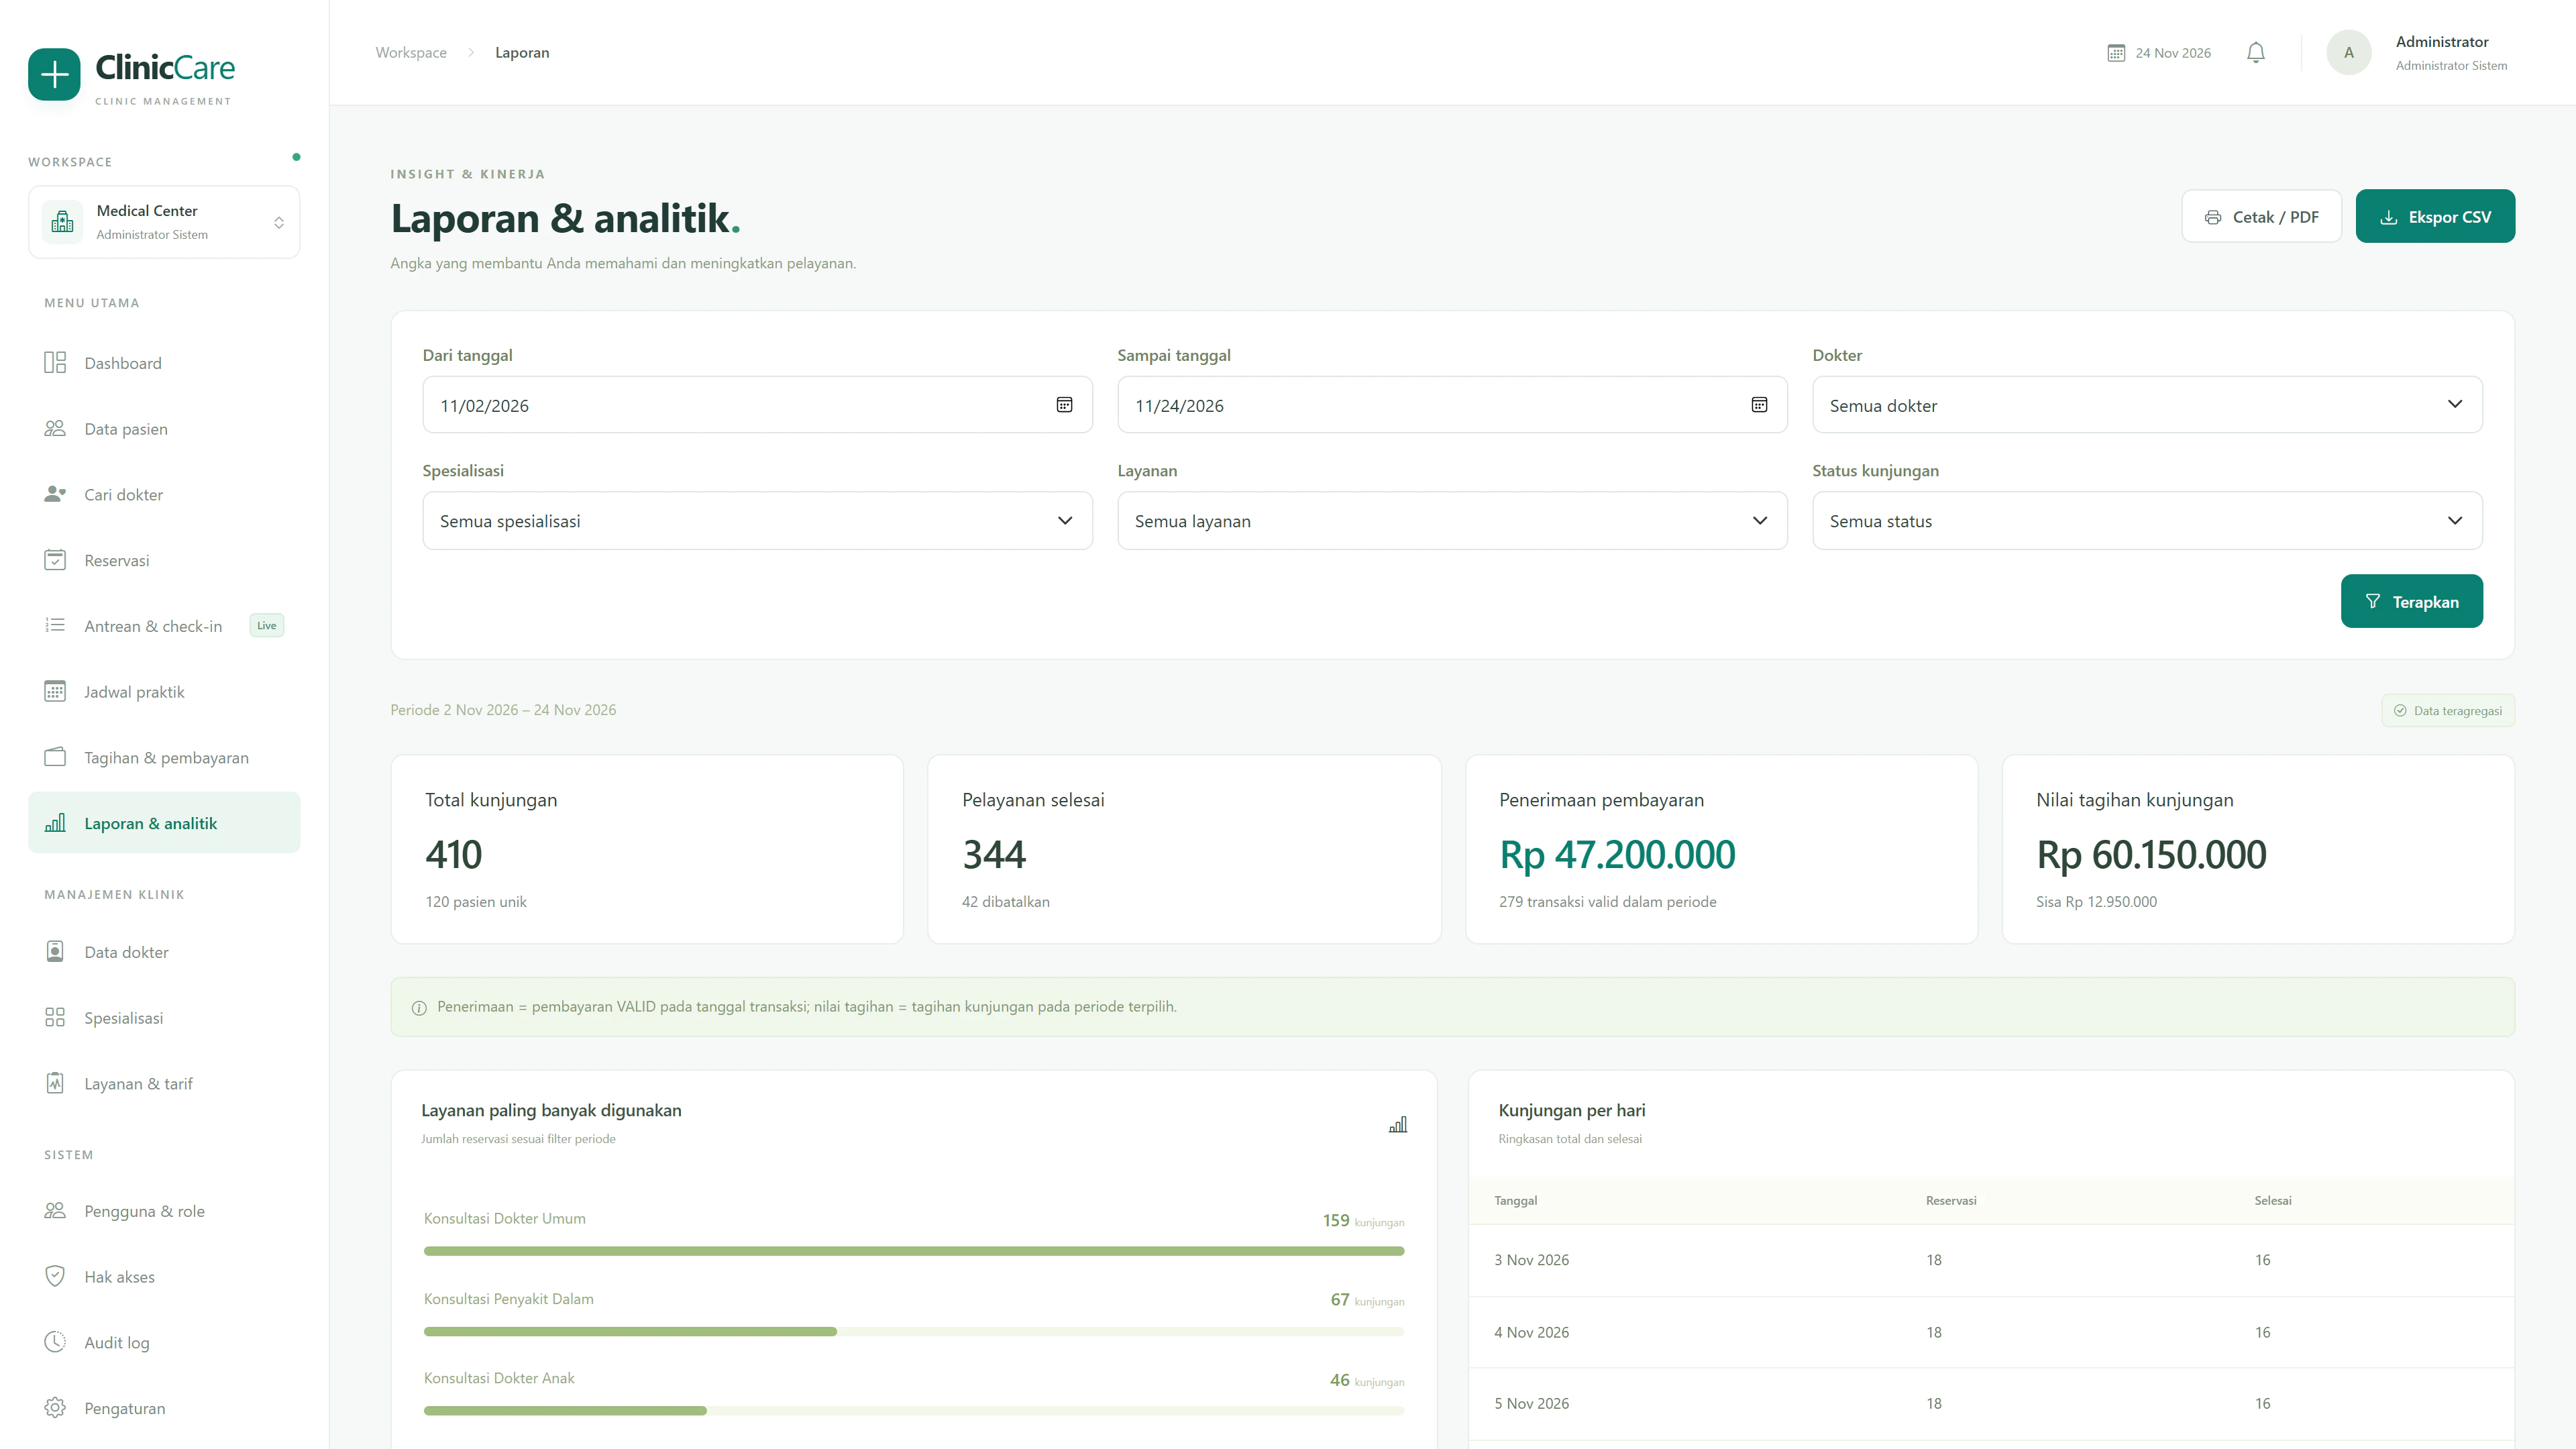 ClinicCare
CLINIC MANAGEMENT
WORKSPACE
Medical Center
Administrator Sistem
MENU UTAMA
Dashboard
Data pasien
Cari dokter
Reservasi
Antrean & check-in Live
Jadwal praktik
Tagihan & pembayaran
Laporan & analitik
MANAJEMEN KLINIK
Data dokter
Spesialisasi
Layanan & tarif
SISTEM
Pengguna & role
Hak akses
Audit log
Pengaturan
Workspace > Laporan
24 Nov 2026
A
Administrator
Administrator Sistem
INSIGHT & KINERJA
Laporan & analitik.
Angka yang membantu Anda memahami dan meningkatkan pelayanan.
Cetak / PDF
Ekspor CSV
Dari tanggal
11/02/2026
Sampai tanggal
11/24/2026
Dokter
Semua dokter
Spesialisasi
Semua spesialisasi
Layanan
Semua layanan
Status kunjungan
Semua status
Terapkan
Periode 2 Nov 2026 – 24 Nov 2026
Data teragregasi
Total kunjungan
410
120 pasien unik
Pelayanan selesai
344
42 dibatalkan
Penerimaan pembayaran
Rp 47.200.000
279 transaksi valid dalam periode
Nilai tagihan kunjungan
Rp 60.150.000
Sisa Rp 12.950.000
Penerimaan = pembayaran VALID pada tanggal transaksi; nilai tagihan = tagihan kunjungan pada periode terpilih.
Layanan paling banyak digunakan
Jumlah reservasi sesuai filter periode
Konsultasi Dokter Umum 159 kunjungan
Konsultasi Penyakit Dalam 67 kunjungan
Konsultasi Dokter Anak 46 kunjungan
Kunjungan per hari
Ringkasan total dan selesai
Tanggal Reservasi Selesai
3 Nov 2026 18 16
4 Nov 2026 18 16
5 Nov 2026 18 16